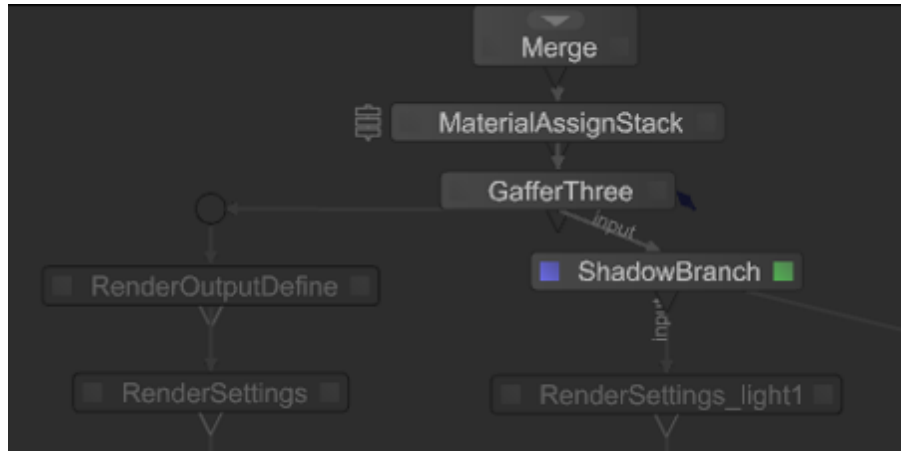 Merge
MaterialAssignStack
GafferThree
input
ShadowBranch
RenderOutputDefine
input
RenderSettings
RenderSettings_light1